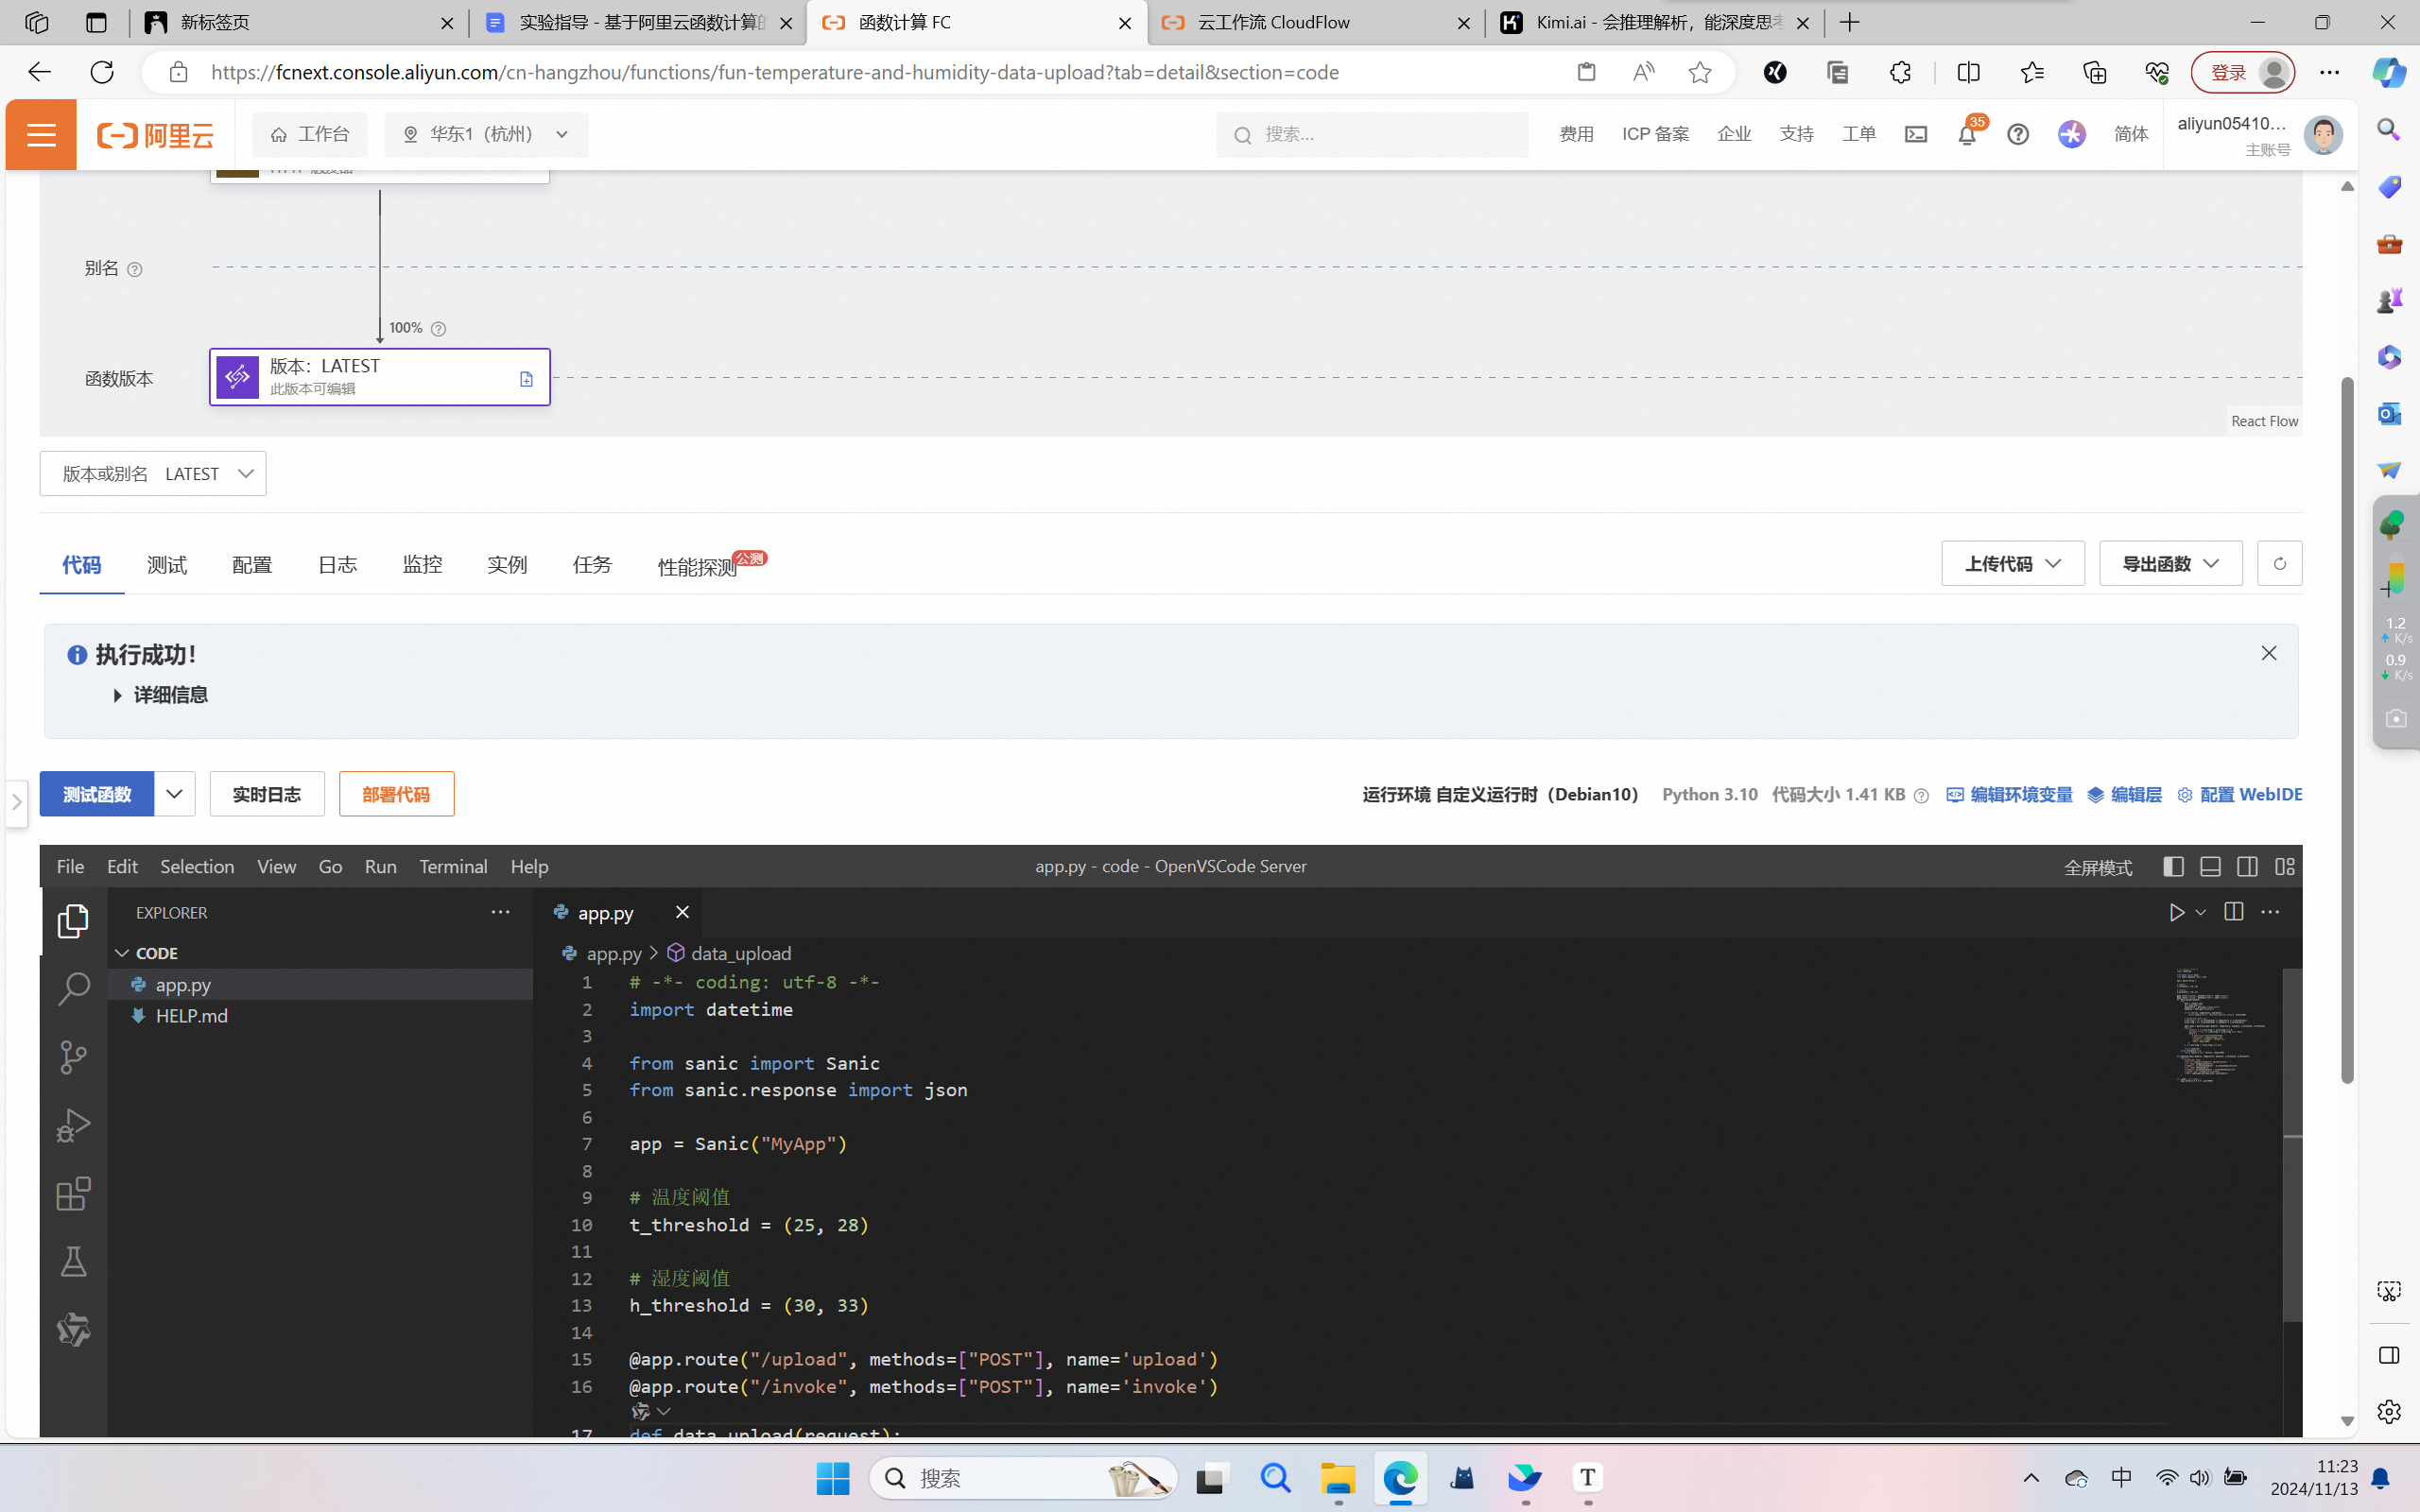 新标签页
实验指导 - 基于阿里云函数计算的
函数计算 FC
云工作流 CloudFlow
Kimi.ai - 会推理解析，能深度思考
https://fcnext.console.aliyun.com/cn-hangzhou/functions/fun-temperature-and-humidity-data-upload?tab=detail&section=code
登录
阿里云
工作台
华东1（杭州）
搜索...
费用
ICP 备案
企业
支持
工单
35
简体
aliyun05410...
主账号
别名
100%
函数版本
版本：LATEST
此版本可编辑
React Flow
版本或别名 LATEST
代码
测试
配置
日志
监控
实例
任务
性能探测
公测
上传代码
导出函数
1.2
K/s
0.9
K/s
执行成功！
详细信息
测试函数
实时日志
部署代码
运行环境 自定义运行时（Debian10） Python 3.10 代码大小 1.41 KB
编辑环境变量
编辑层
配置 WebIDE
File Edit Selection View Go Run Terminal Help
app.py - code - OpenVSCode Server
全屏模式
EXPLORER
CODE
app.py
HELP.md
app.py
app.py > data_upload
1 # -*- coding: utf-8 -*-
2 import datetime
3
4 from sanic import Sanic
5 from sanic.response import json
6
7 app = Sanic("MyApp")
8
9 # 温度阈值
10 t_threshold = (25, 28)
11
12 # 湿度阈值
13 h_threshold = (30, 33)
14
15 @app.route("/upload", methods=["POST"], name='upload')
16 @app.route("/invoke", methods=["POST"], name='invoke')
17 def data_upload(request):
搜索
中
11:23
2024/11/13